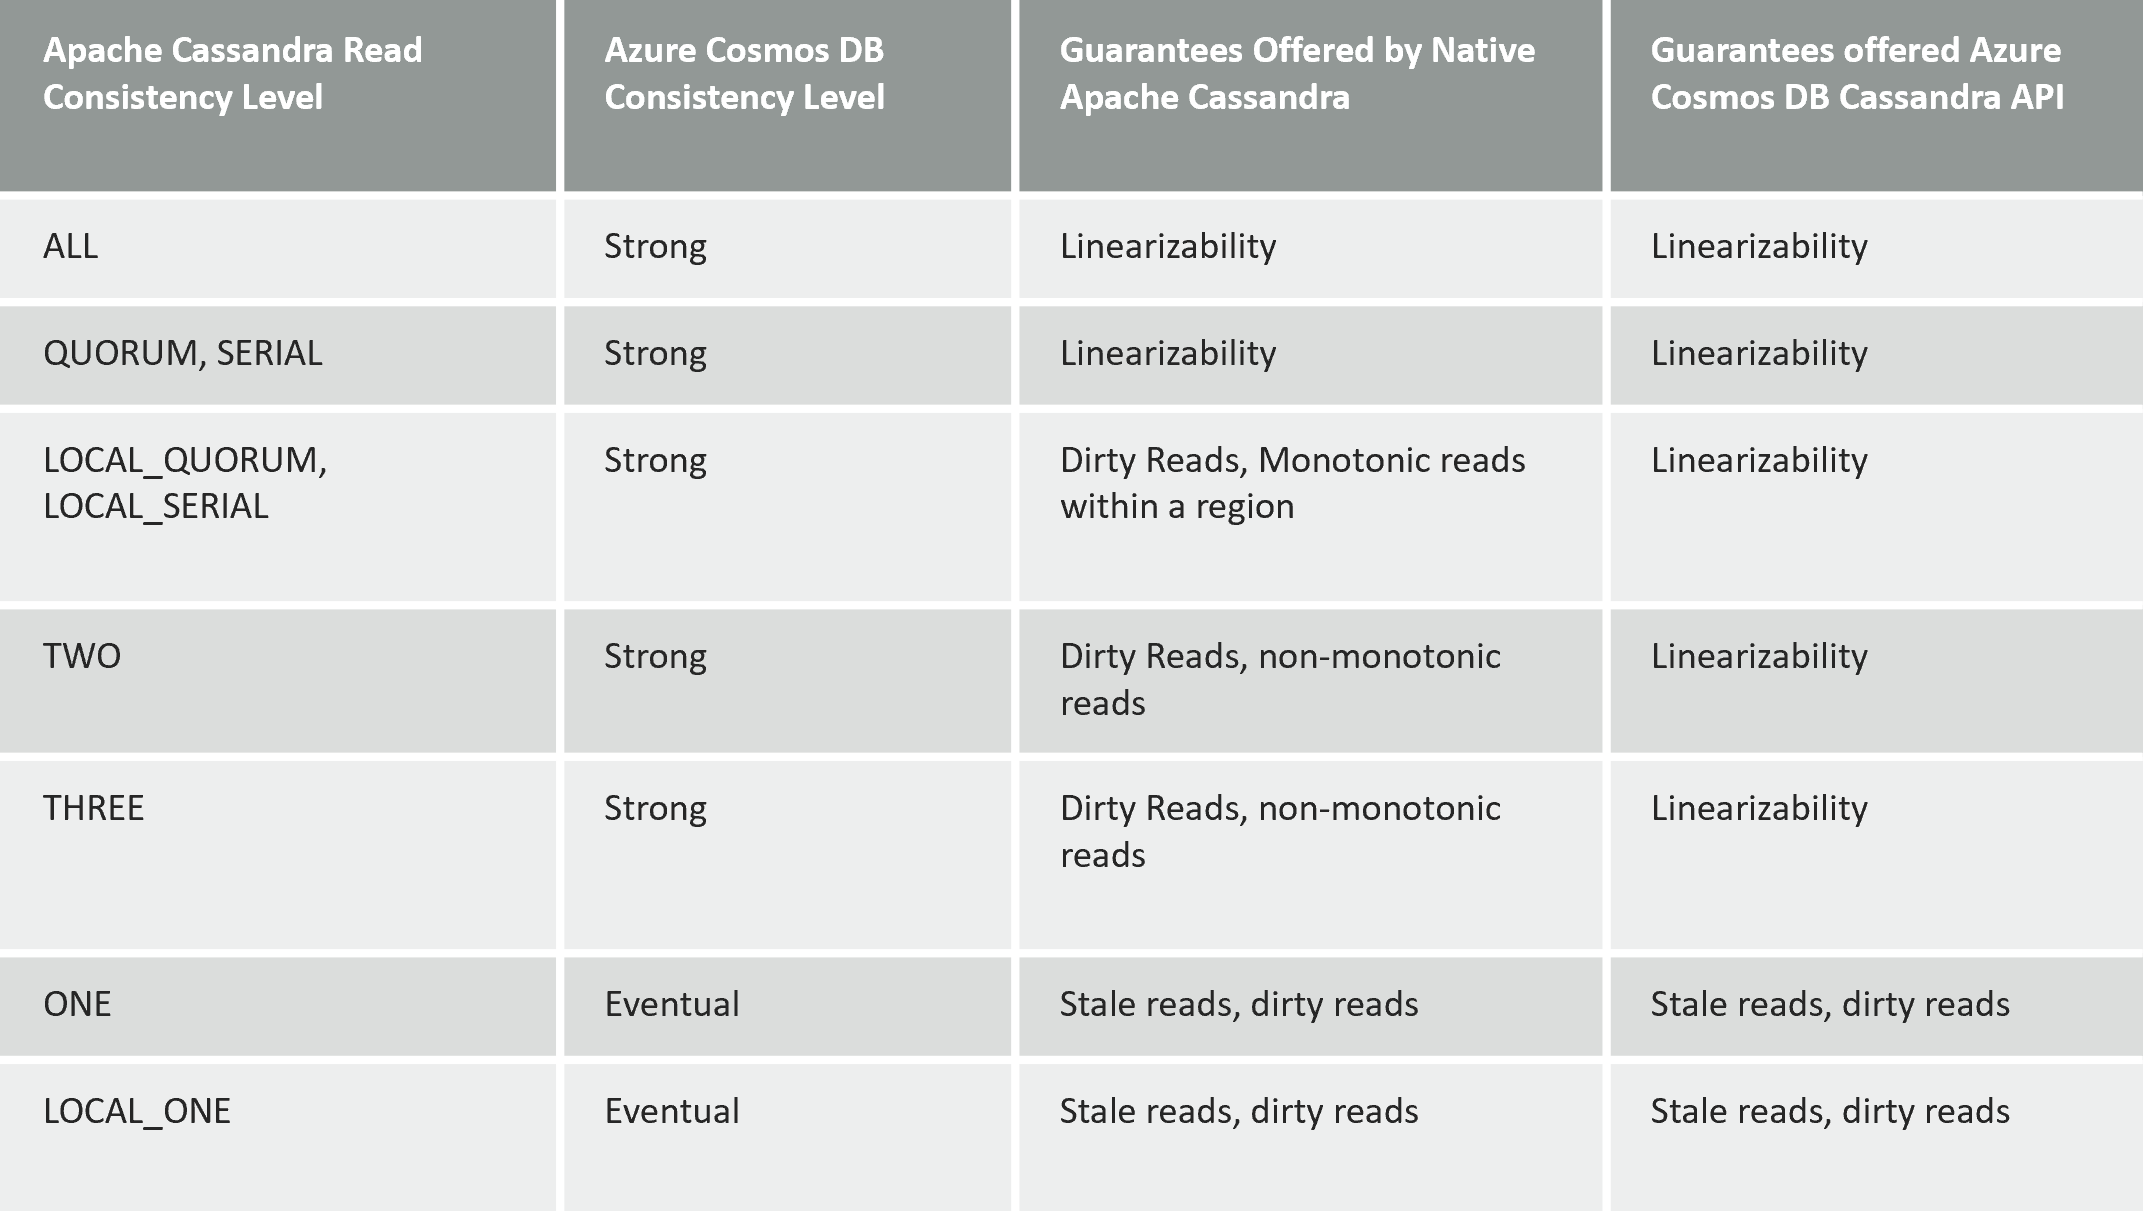 Apache Cassandra Read
Consistency Level
Azure Cosmos DB
Consistency Level
Guarantees Offered by Native
Apache Cassandra
Guarantees offered Azure
Cosmos DB Cassandra API
ALL
Strong
Linearizability
Linearizability
QUORUM, SERIAL
Strong
Linearizability
Linearizability
LOCAL_QUORUM,
LOCAL_SERIAL
Strong
Dirty Reads, Monotonic reads
within a region
Linearizability
TWO
Strong
Dirty Reads, non-monotonic
reads
Linearizability
THREE
Strong
Dirty Reads, non-monotonic
reads
Linearizability
ONE
Eventual
Stale reads, dirty reads
Stale reads, dirty reads
LOCAL_ONE
Eventual
Stale reads, dirty reads
Stale reads, dirty reads